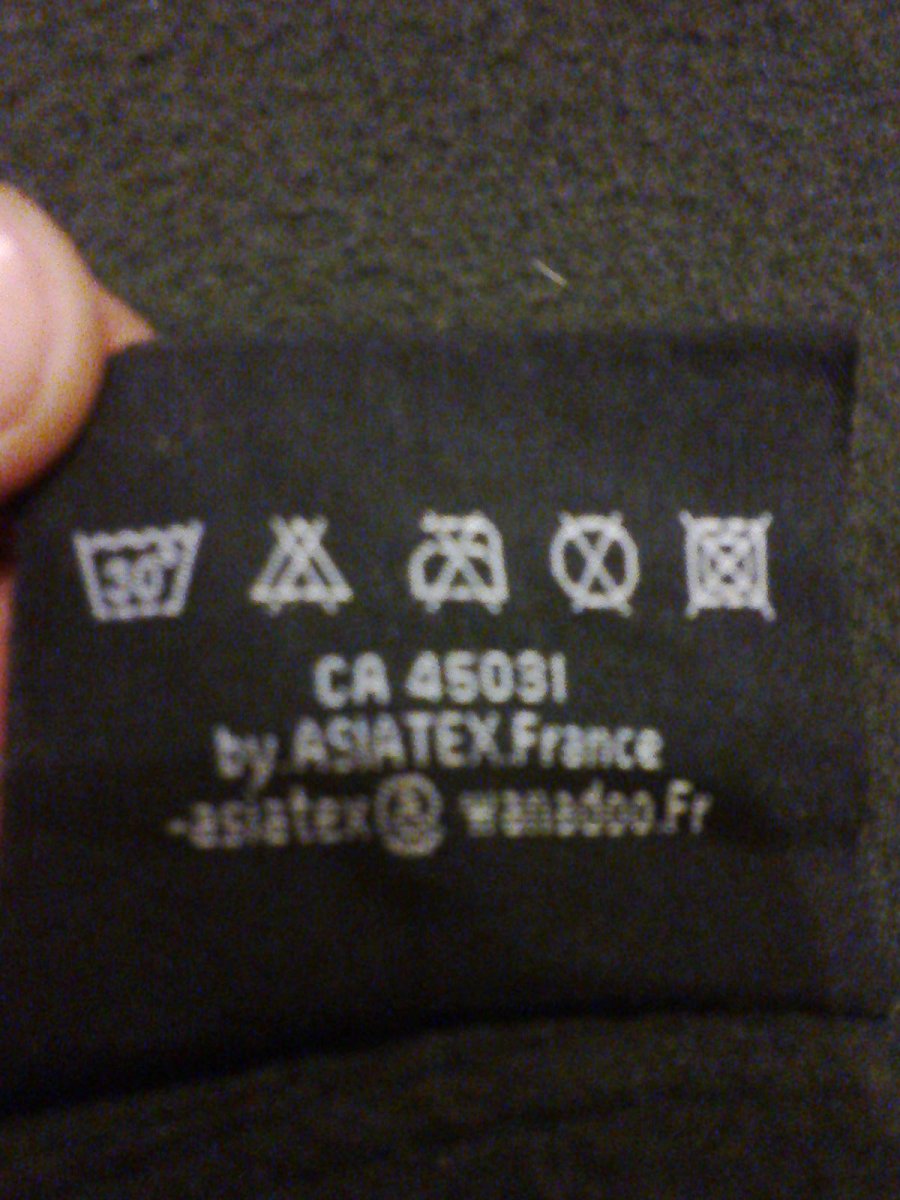 30°
CA 45031
by.ASIATEX.France
-asiatex@ wanadoo.Fr